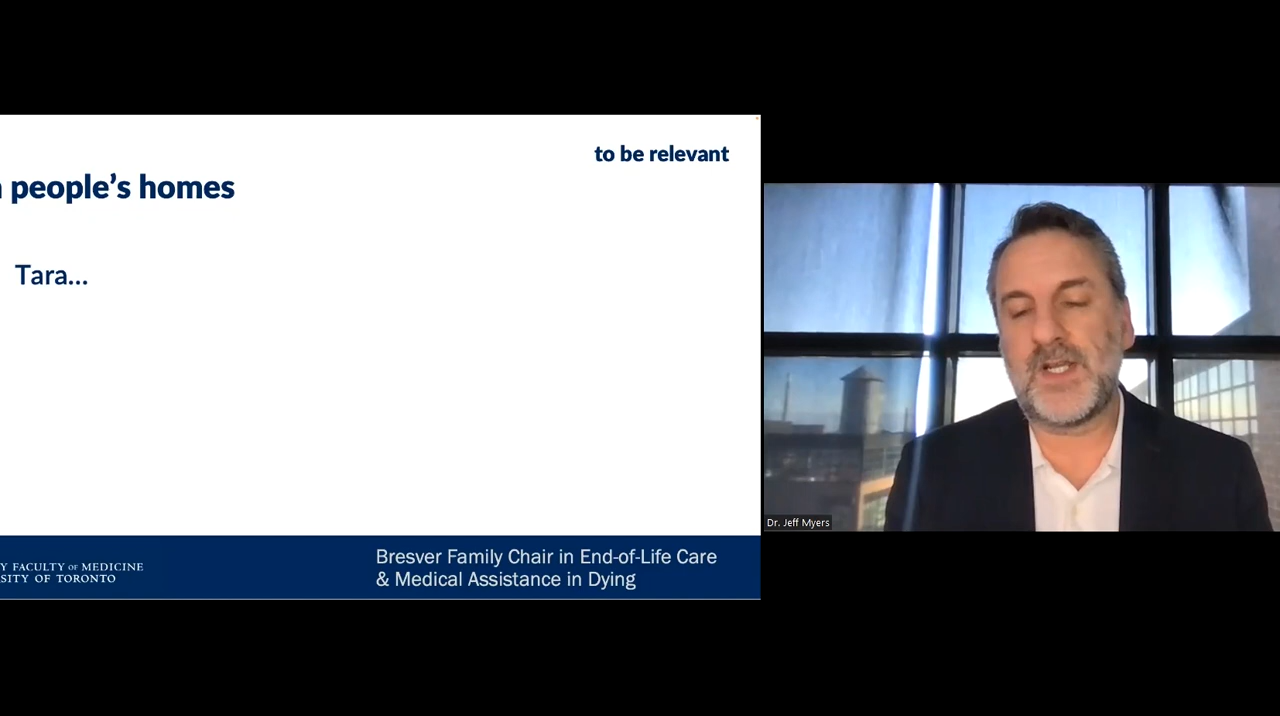 to be relevant
people's homes
Tara...
Y FACULTY OF MEDICINE
SITY OF TORONTO
Bresver Family Chair in End-of-Life Care
& Medical Assistance in Dying
Dr. Jeff Myers